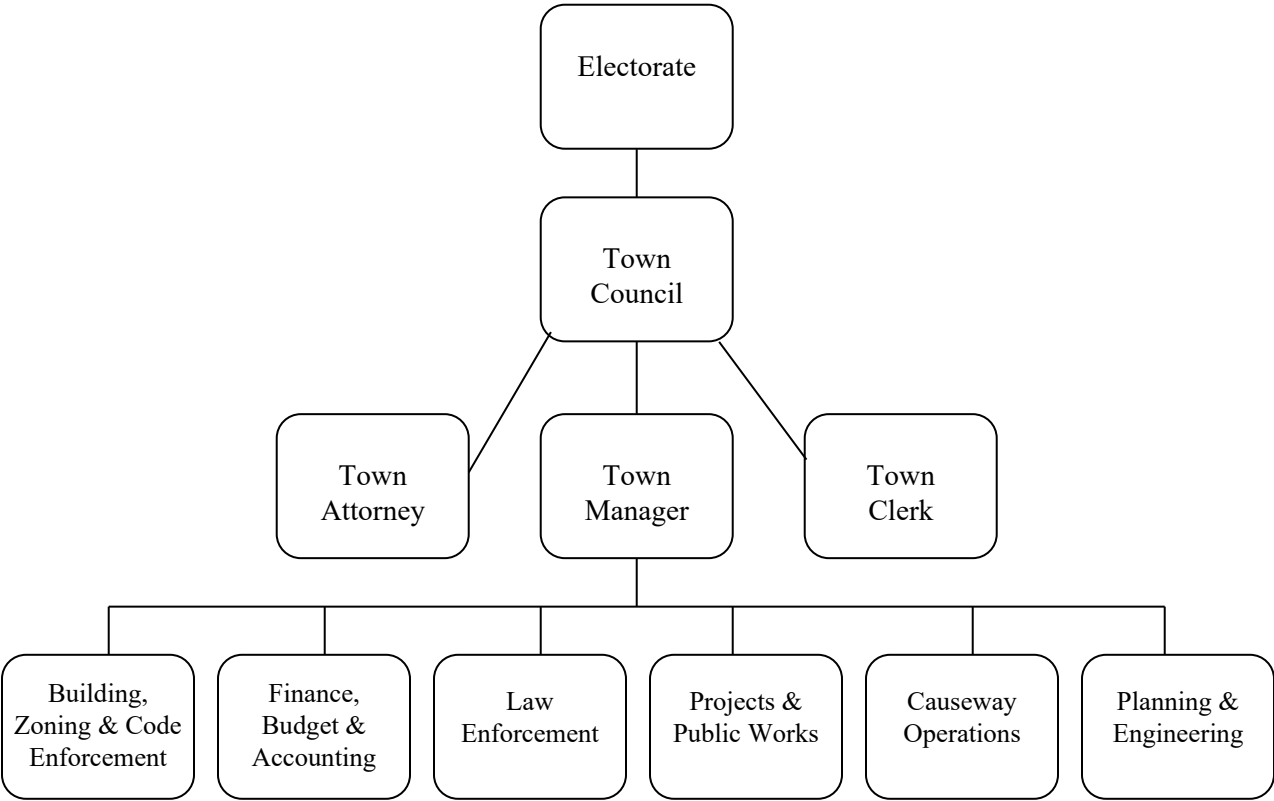 Electorate
Town
Council
Town
Attorney
Town
Manager
Town
Clerk
Building,
Zoning & Code
Enforcement
Finance,
Budget &
Accounting
Law
Enforcement
Projects &
Public Works
Causeway
Operations
Planning &
Engineering